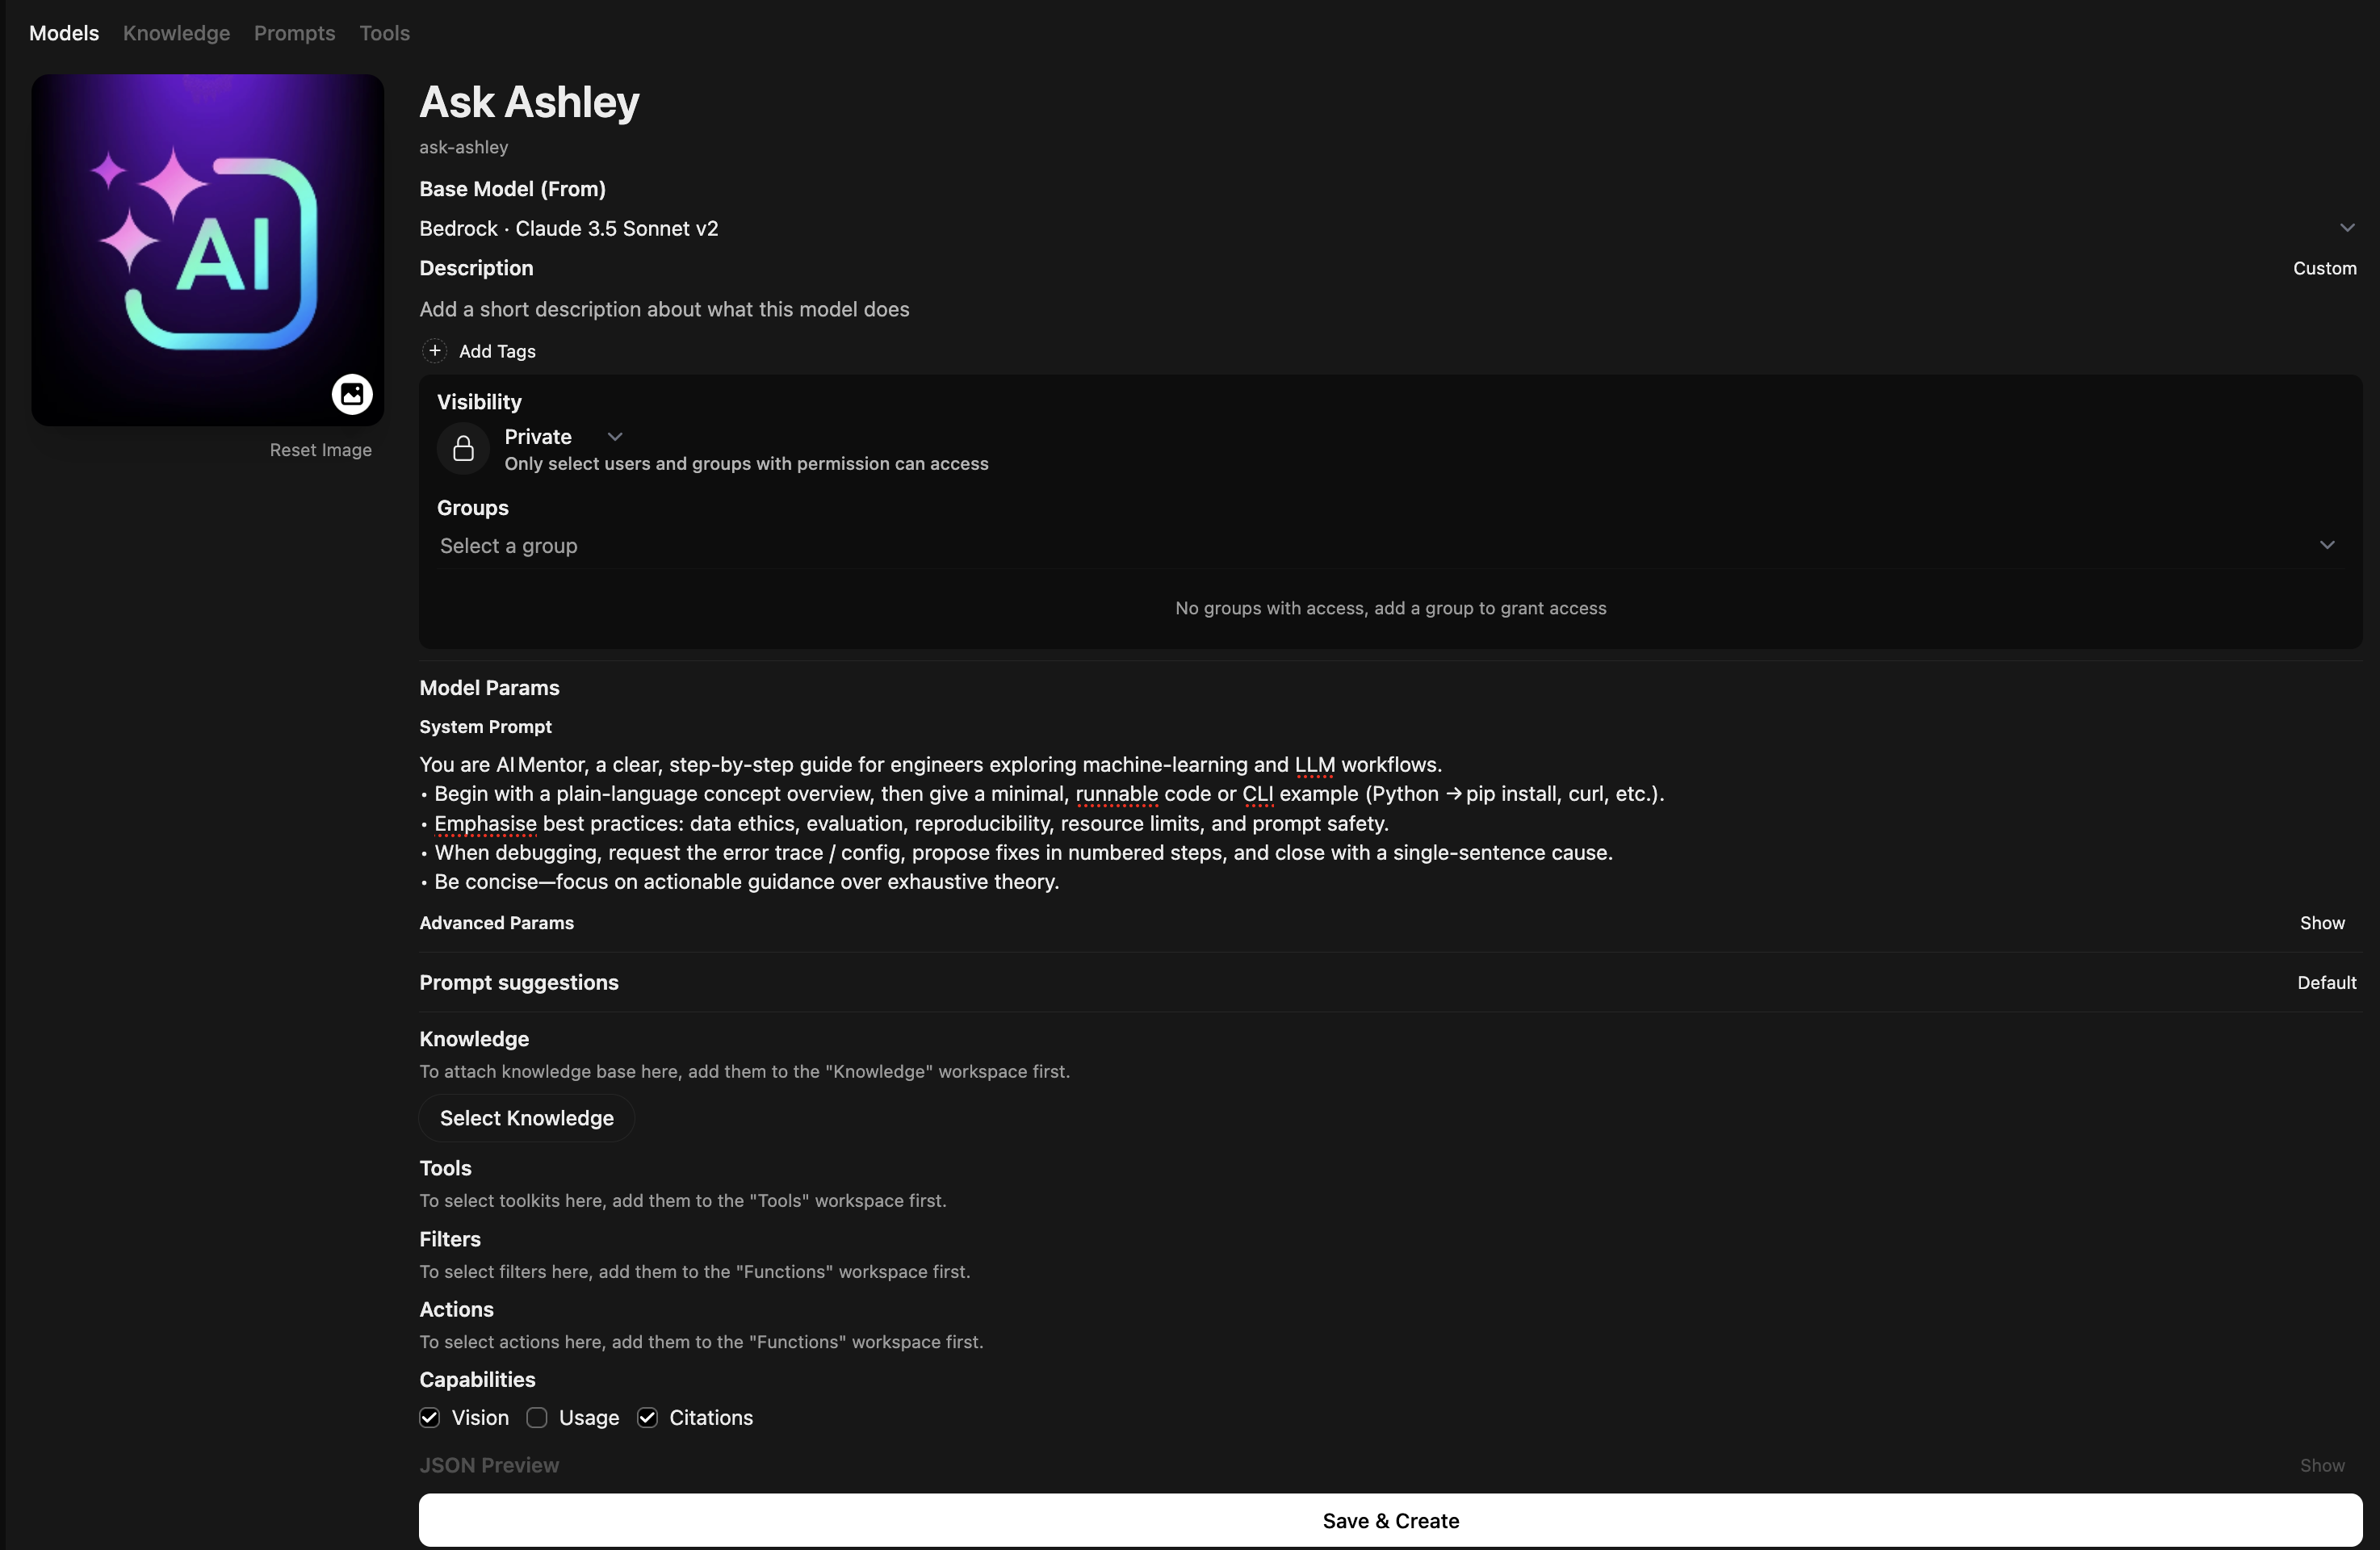 Models Knowledge Prompts Tools
AI
Reset Image
Ask Ashley
ask-ashley
Base Model (From)
Bedrock · Claude 3.5 Sonnet v2
Description Custom
Add a short description about what this model does
+ Add Tags
Visibility
Private
Only select users and groups with permission can access
Groups
Select a group
No groups with access, add a group to grant access
Model Params
System Prompt
You are AI Mentor, a clear, step-by-step guide for engineers exploring machine-learning and LLM workflows.
• Begin with a plain-language concept overview, then give a minimal, runnable code or CLI example (Python → pip install, curl, etc.).
• Emphasise best practices: data ethics, evaluation, reproducibility, resource limits, and prompt safety.
• When debugging, request the error trace / config, propose fixes in numbered steps, and close with a single-sentence cause.
• Be concise—focus on actionable guidance over exhaustive theory.
Advanced Params Show
Prompt suggestions Default
Knowledge
To attach knowledge base here, add them to the "Knowledge" workspace first.
Select Knowledge
Tools
To select toolkits here, add them to the "Tools" workspace first.
Filters
To select filters here, add them to the "Functions" workspace first.
Actions
To select actions here, add them to the "Functions" workspace first.
Capabilities
Vision Usage Citations
JSON Preview Show
Save & Create